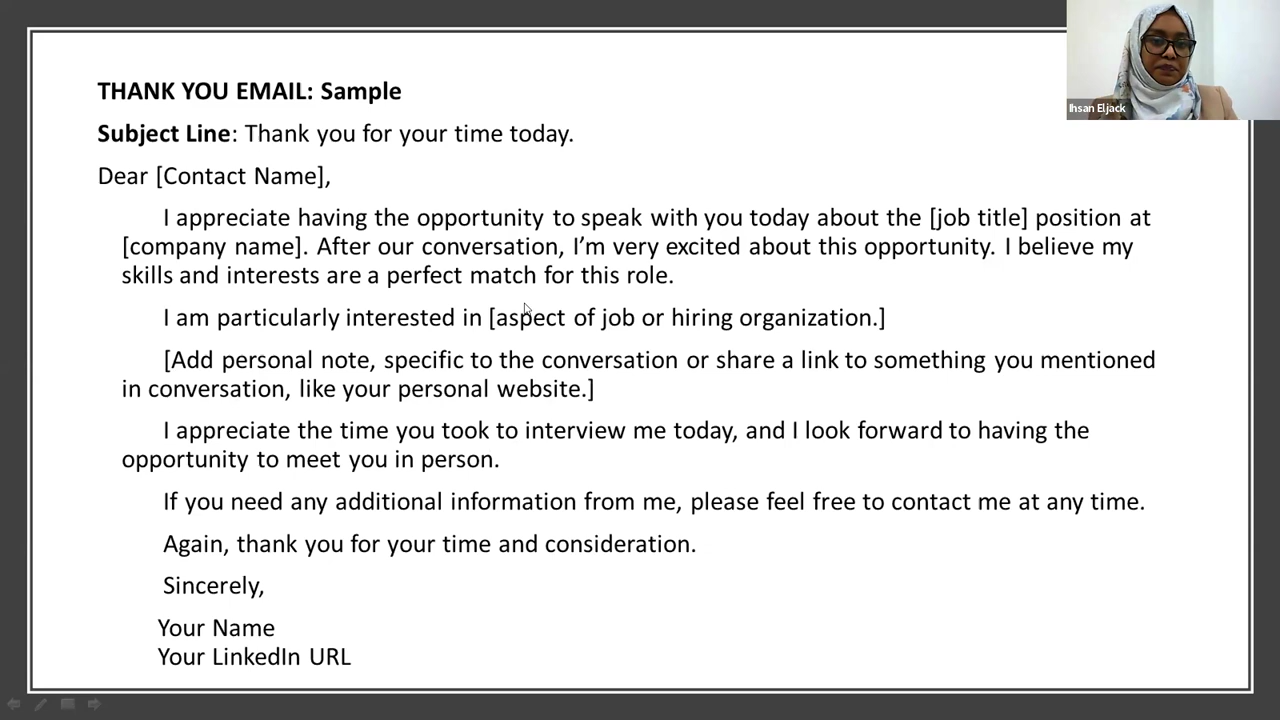 THANK YOU EMAIL: Sample
Subject Line: Thank you for your time today.
Dear [Contact Name],
I appreciate having the opportunity to speak with you today about the [job title] position at
[company name]. After our conversation, I’m very excited about this opportunity. I believe my
skills and interests are a perfect match for this role.
I am particularly interested in [aspect of job or hiring organization.]
[Add personal note, specific to the conversation or share a link to something you mentioned
in conversation, like your personal website.]
I appreciate the time you took to interview me today, and I look forward to having the
opportunity to meet you in person.
If you need any additional information from me, please feel free to contact me at any time.
Again, thank you for your time and consideration.
Sincerely,
Your Name
Your LinkedIn URL
Ihsan Eljack